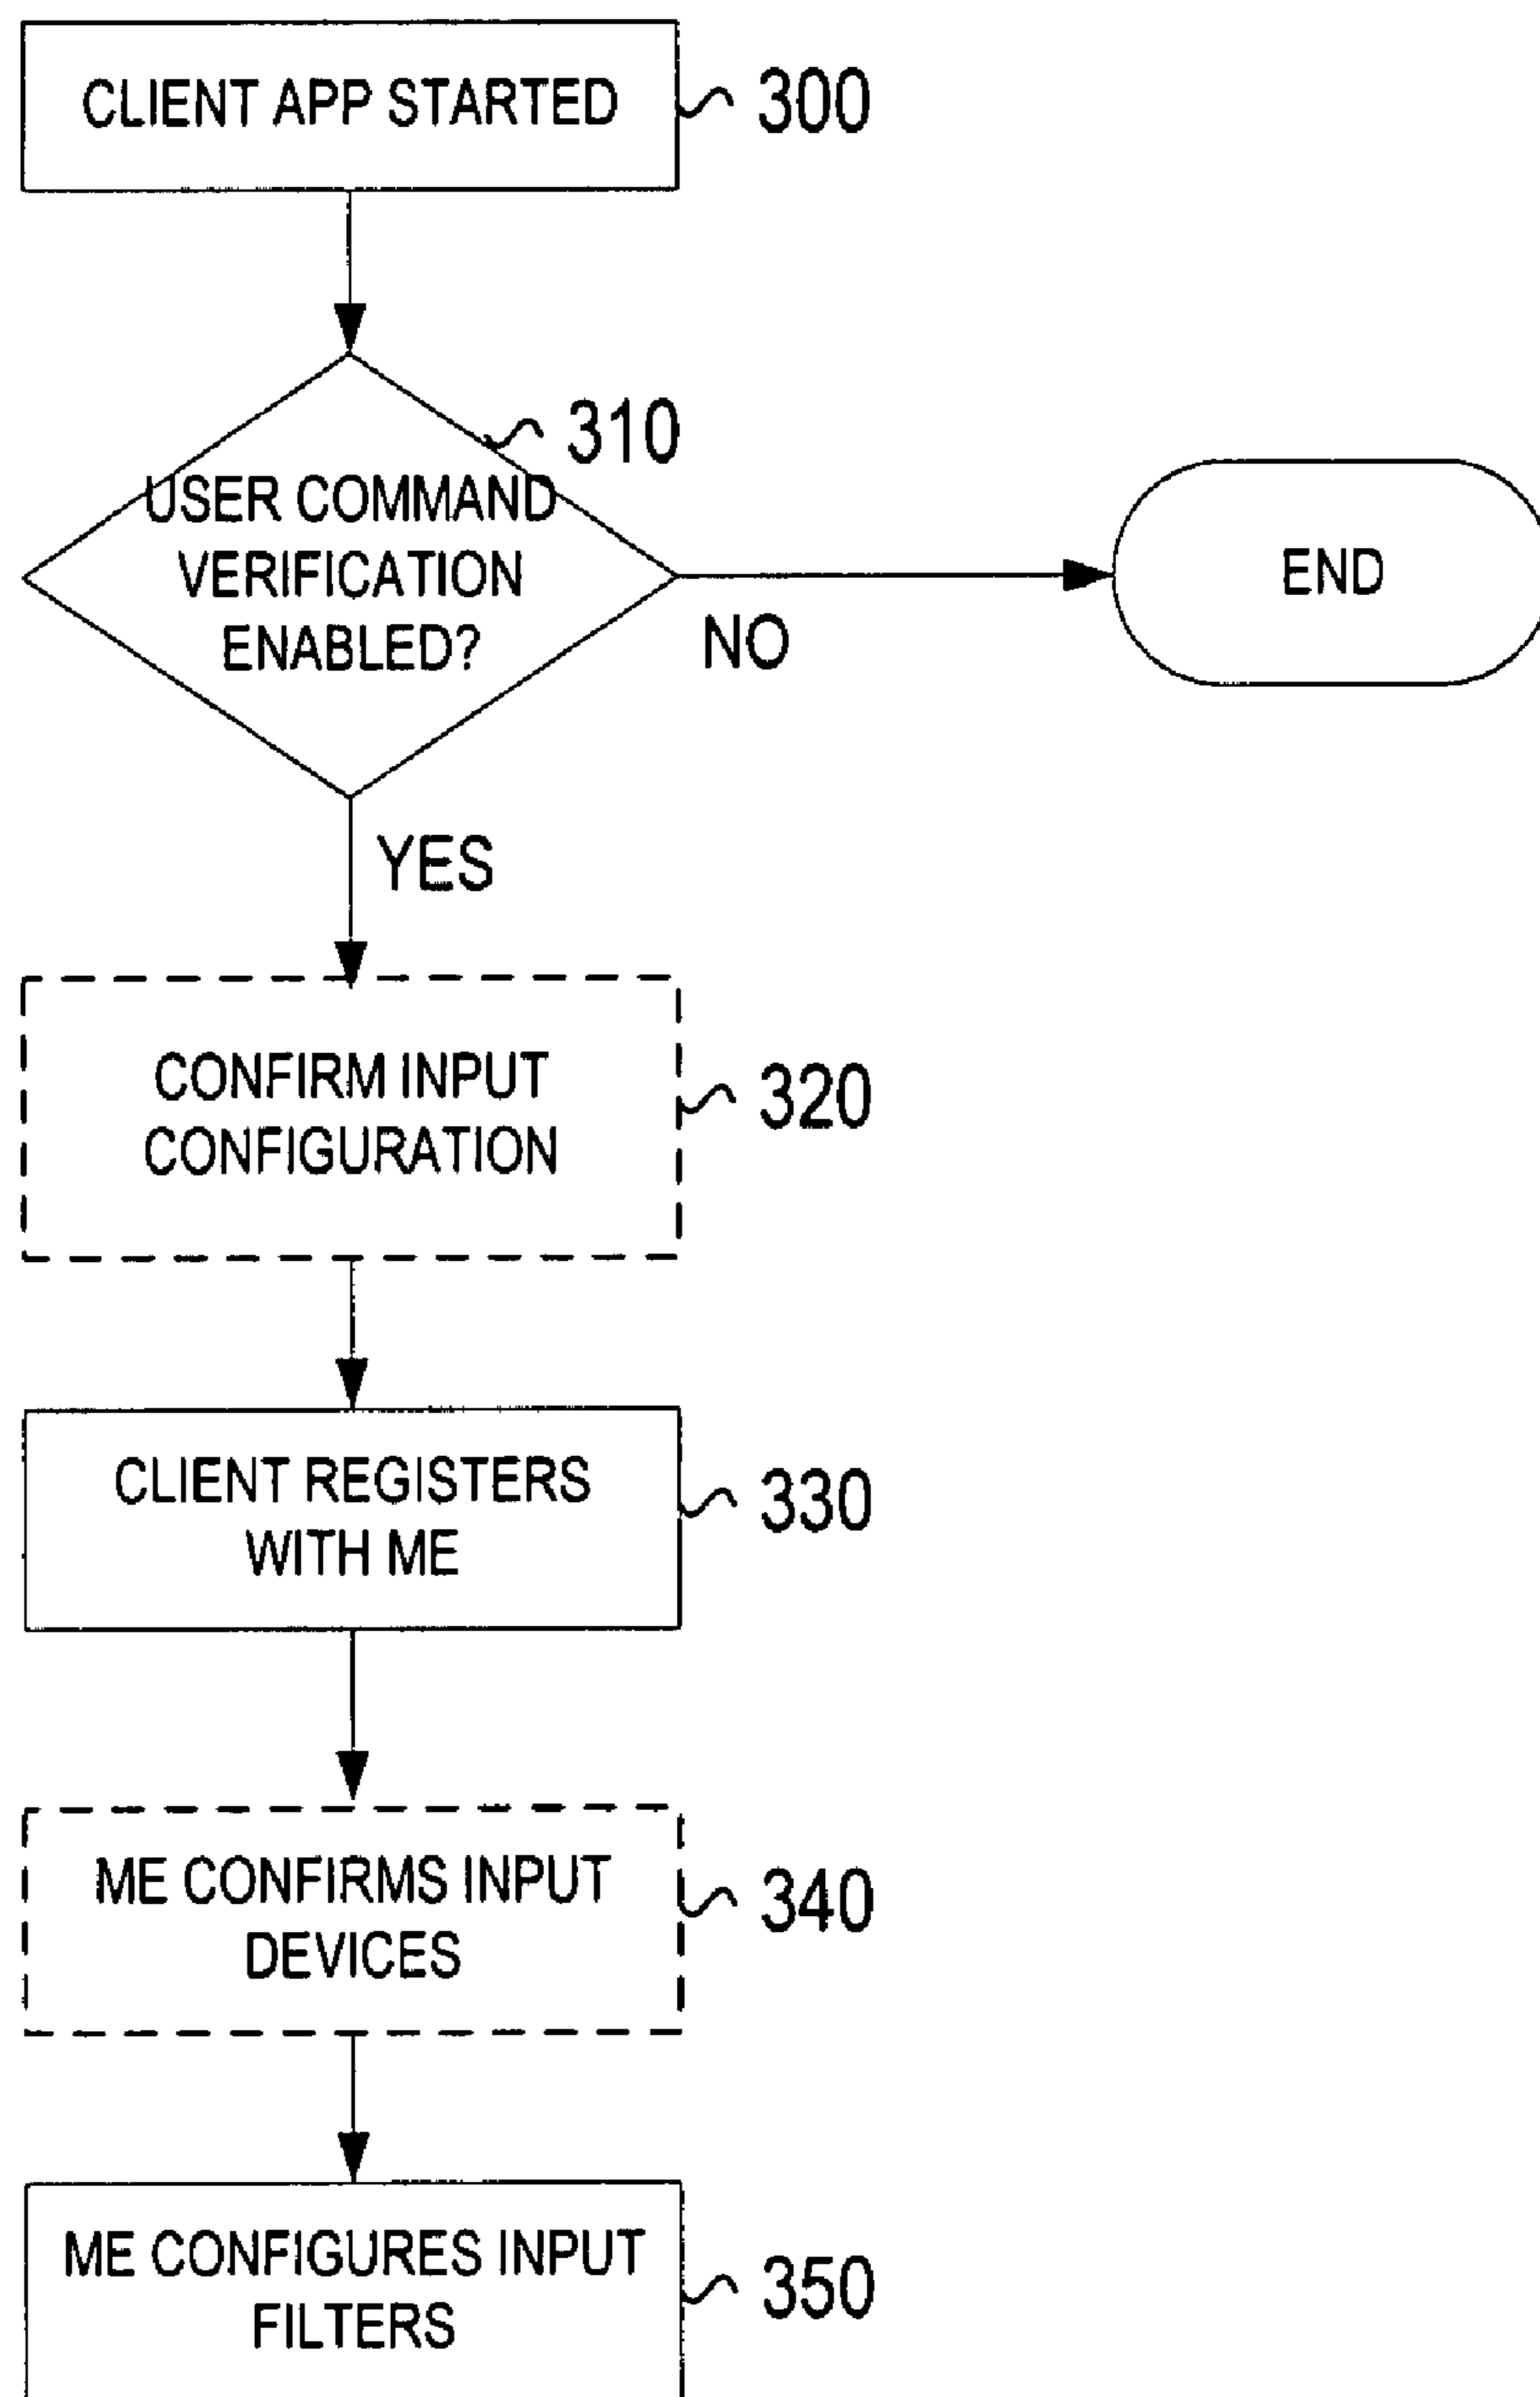 CLIENT APP STARTED
300
310
USER COMMAND
VERIFICATION
ENABLED?
NO
END
YES
CONFIRM INPUT
CONFIGURATION
320
CLIENT REGISTERS
WITH ME
330
ME CONFIRMS INPUT
DEVICES
340
ME CONFIGURES INPUT
FILTERS
350